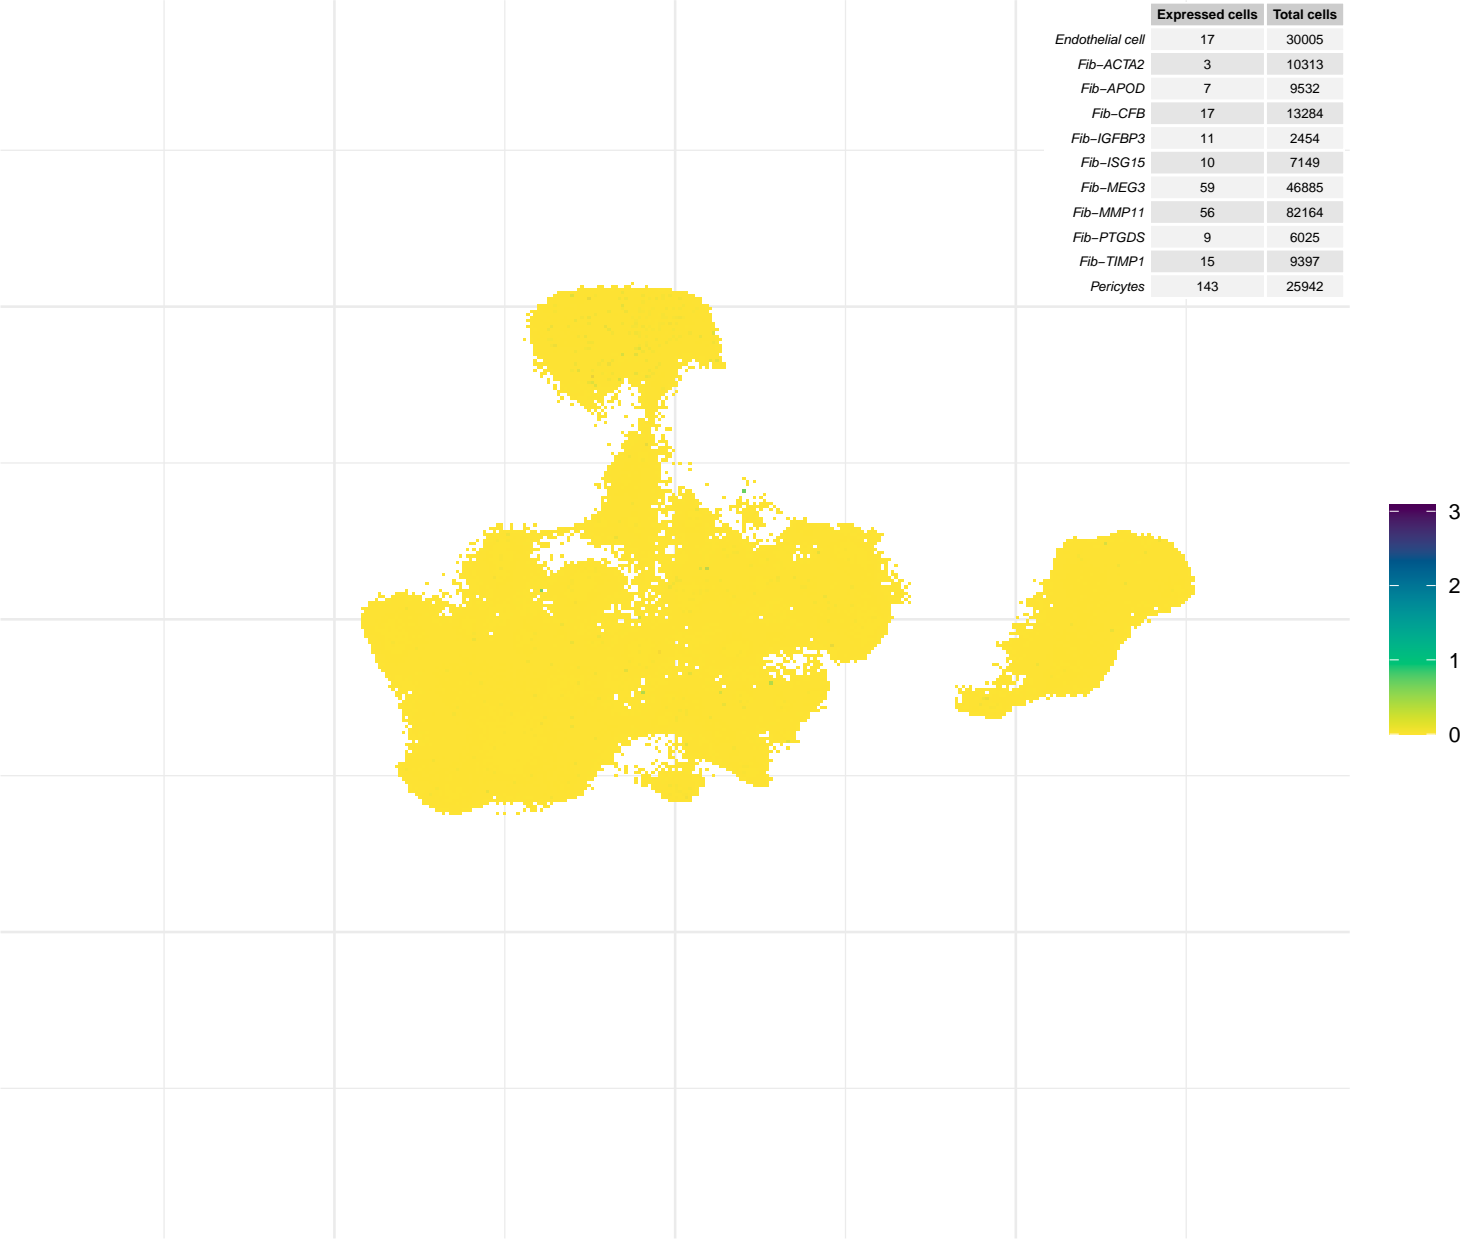 Expressed cells Total cells
Endothelial cell 17 30005
Fib−ACTA2 3 10313
Fib−APOD 7 9532
Fib−CFB 17 13284
Fib−IGFBP3 11 2454
Fib−ISG15 10 7149
Fib−MEG3 59 46885
Fib−MMP11 56 82164
Fib−PTGDS 9 6025
Fib−TIMP1 15 9397
Pericytes 143 25942
3
2
1
0